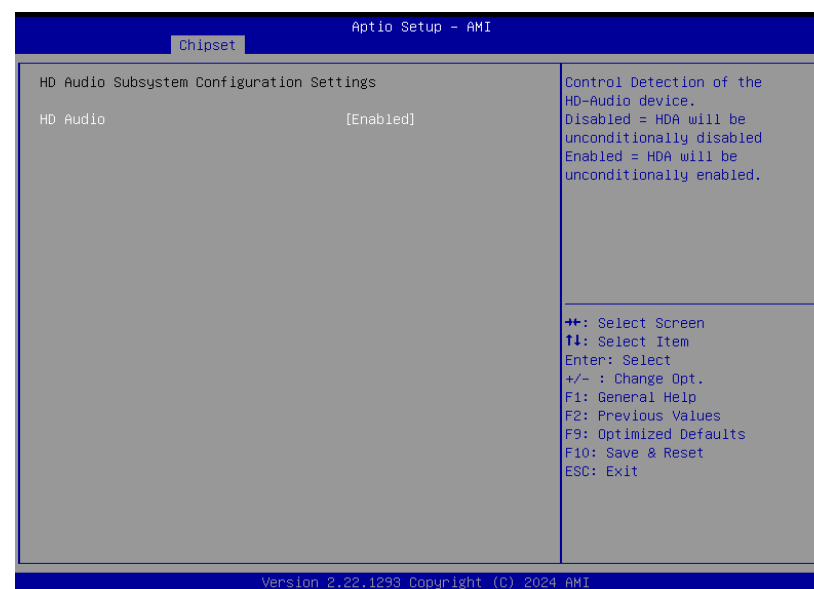 Aptio Setup – AMI
Chipset
HD Audio Subsystem Configuration Settings
HD Audio [Enabled]
Control Detection of the
HD-Audio device.
Disabled = HDA will be
unconditionally disabled
Enabled = HDA will be
unconditionally enabled.
→←: Select Screen
↑↓: Select Item
Enter: Select
+/- : Change Opt.
F1: General Help
F2: Previous Values
F9: Optimized Defaults
F10: Save & Reset
ESC: Exit
Version 2.22.1293 Copyright (C) 2024 AMI